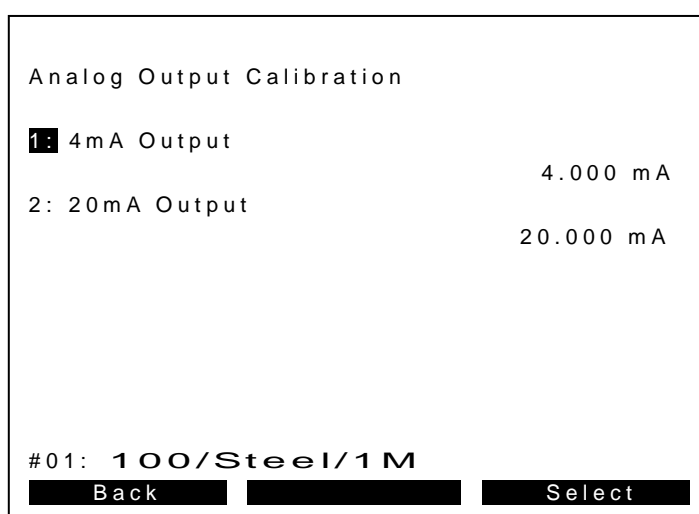 Analog Output Calibration
1: 4mA Output
4.000 mA
2: 20mA Output
20.000 mA
#01: 100/Steel/1M
Back Select